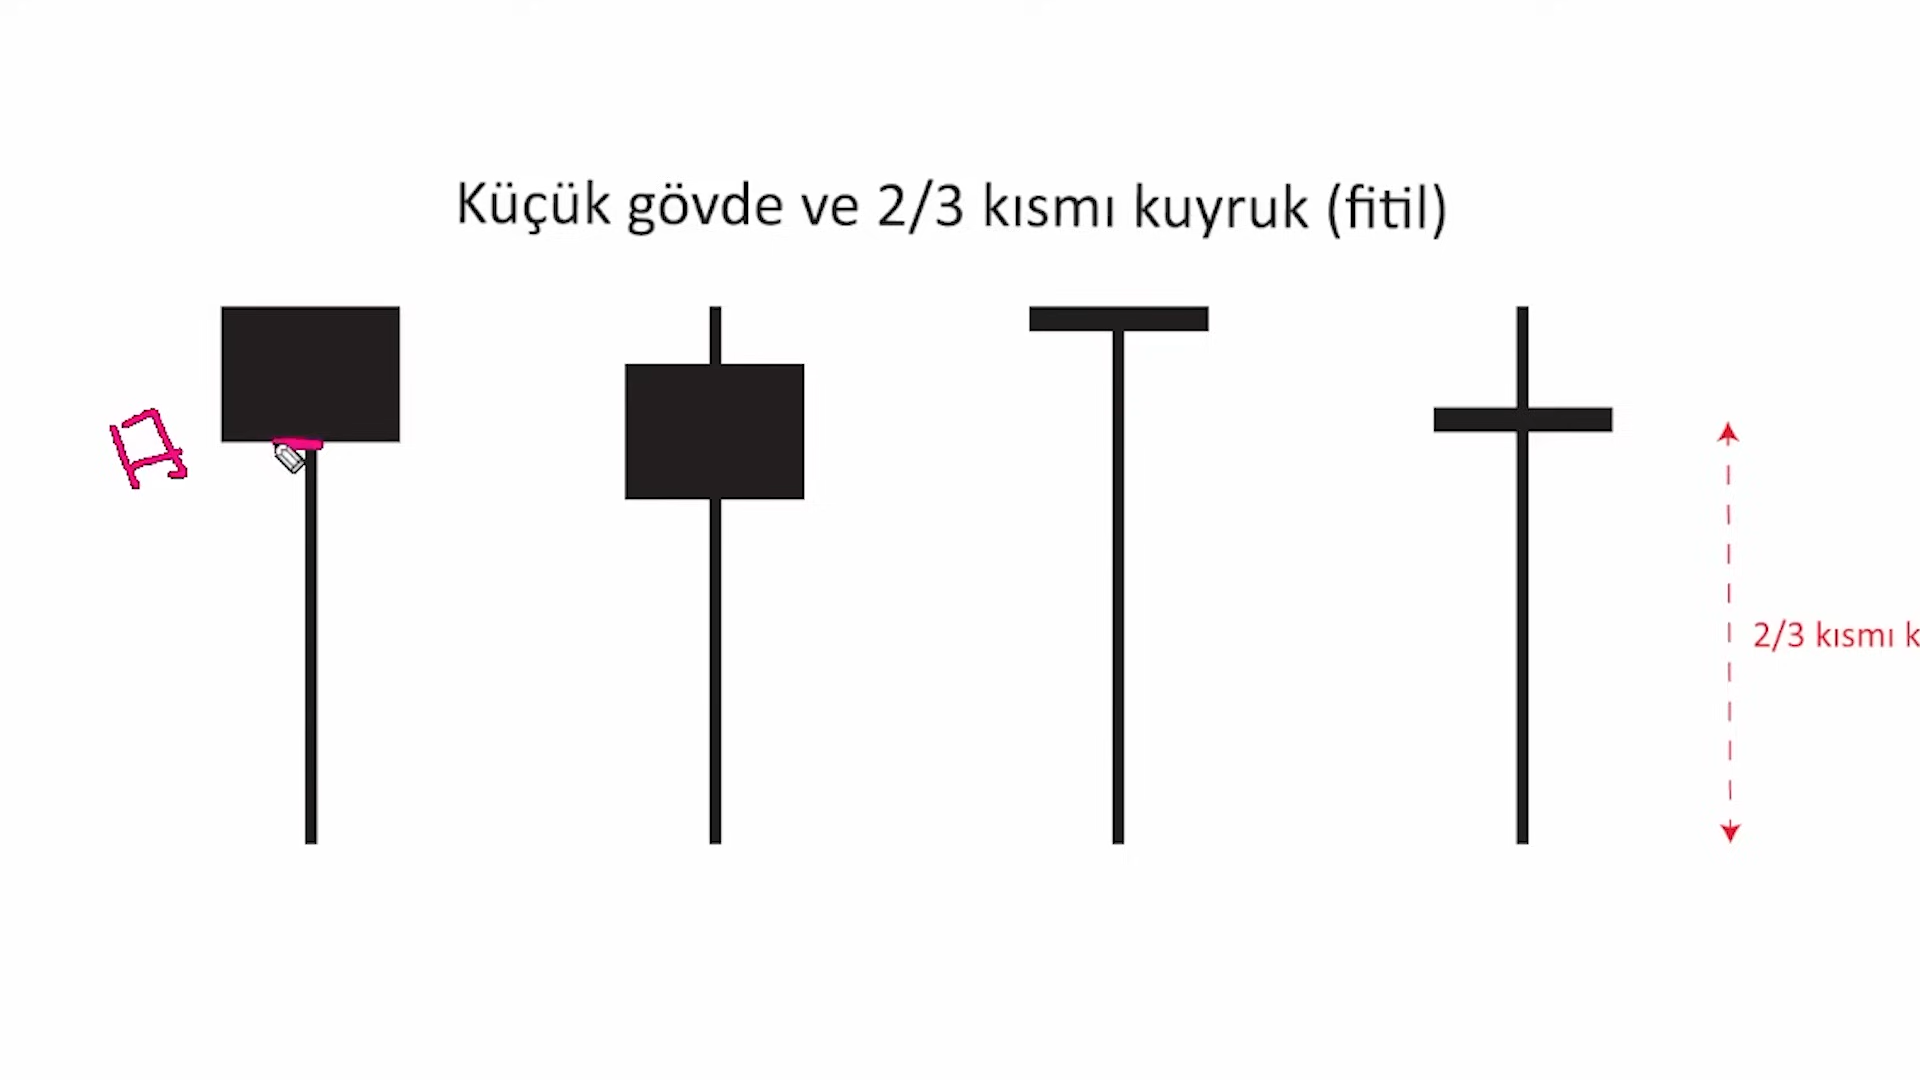 Küçük gövde ve 2/3 kısmı kuyruk (fitil)
A
2/3 kısmı k